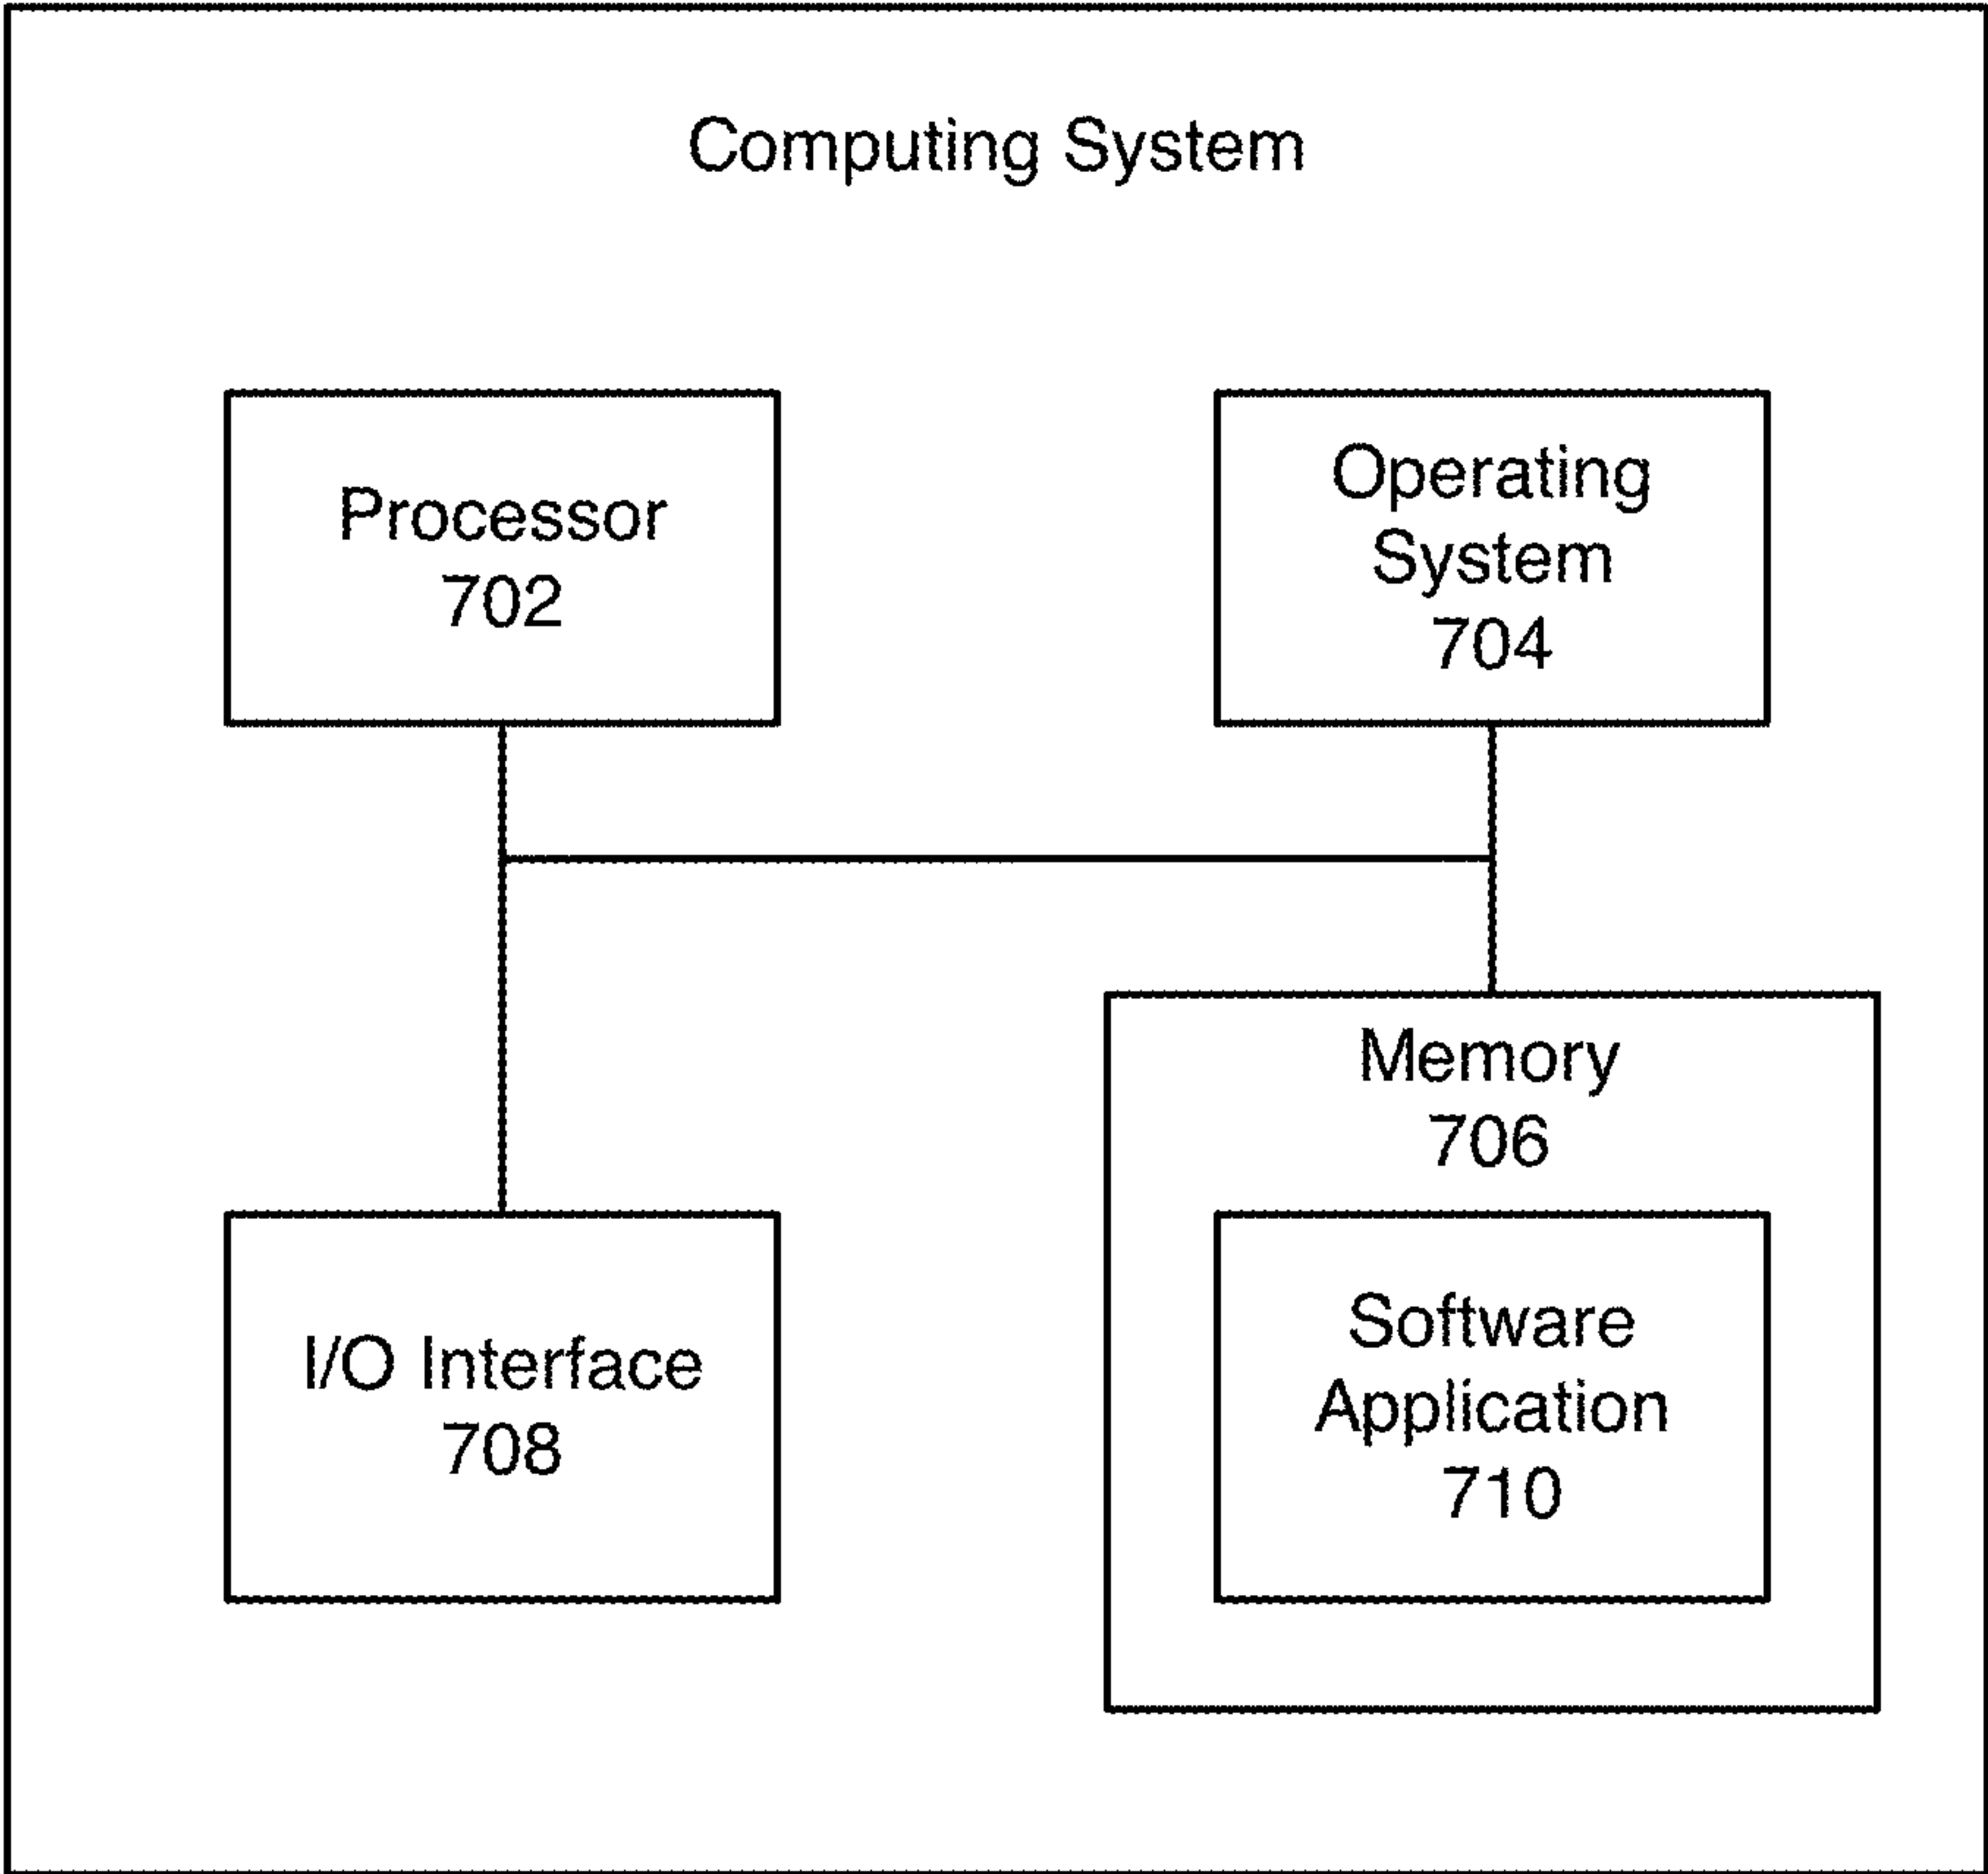 Computing System
Processor
702
Operating
System
704
Memory
706
I/O Interface
708
Software
Application
710